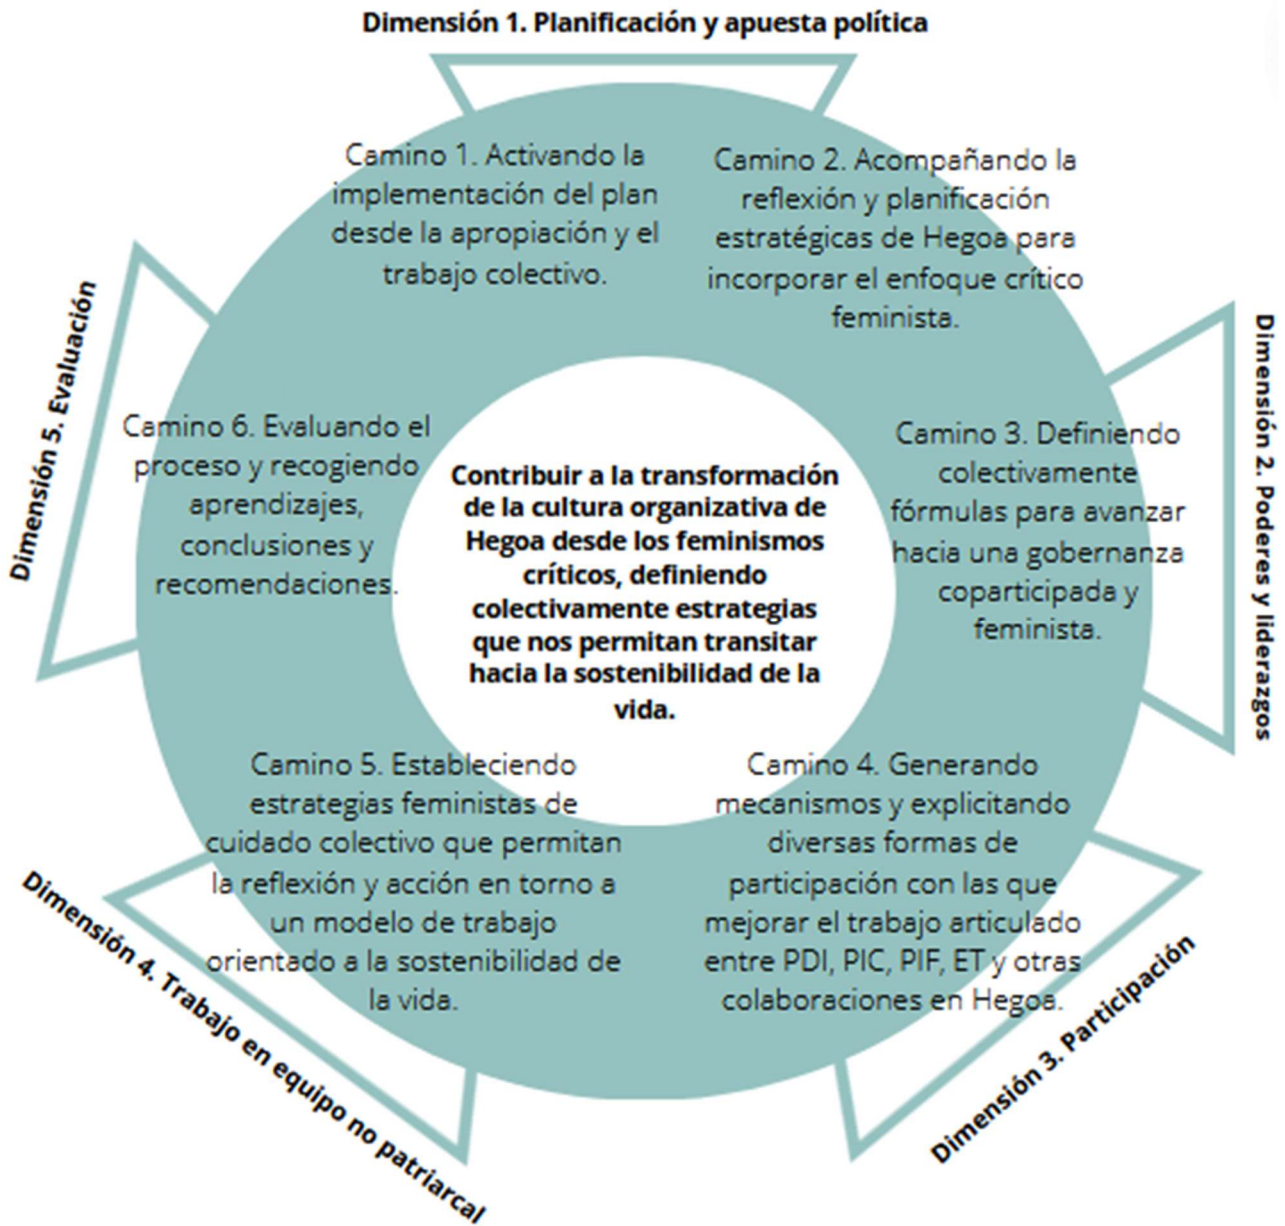 Dimensión 1. Planificación y apuesta política
Camino 1. Activando la
implementación del plan
desde la apropiación y el
trabajo colectivo.
Camino 2. Acompañando la
reflexión y planificación
estratégicas de Hegoa para
incorporar el enfoque crítico
feminista.
Dimensión 2. Poderes y liderazgos
Camino 3. Definiendo
colectivamente
fórmulas para avanzar
hacia una gobernanza
coparticipada y
feminista.
Dimensión 5. Evaluación
Camino 6. Evaluando el
proceso y recogiendo
aprendizajes,
conclusiones y
recomendaciones.
Contribuir a la transformación
de la cultura organizativa de
Hegoa desde los feminismos
críticos, definiendo
colectivamente estrategias
que nos permitan transitar
hacia la sostenibilidad de la
vida.
Camino 5. Estableciendo
estrategias feministas de
cuidado colectivo que permitan
la reflexión y acción en torno a
un modelo de trabajo
orientado a la sostenibilidad de
la vida.
Camino 4. Generando
mecanismos y explicitando
diversas formas de
participación con las que
mejorar el trabajo articulado
entre PDI, PIC, PIF, ET y otras
colaboraciones en Hegoa.
Dimensión 4. Trabajo en equipo no patriarcal
Dimensión 3. Participación